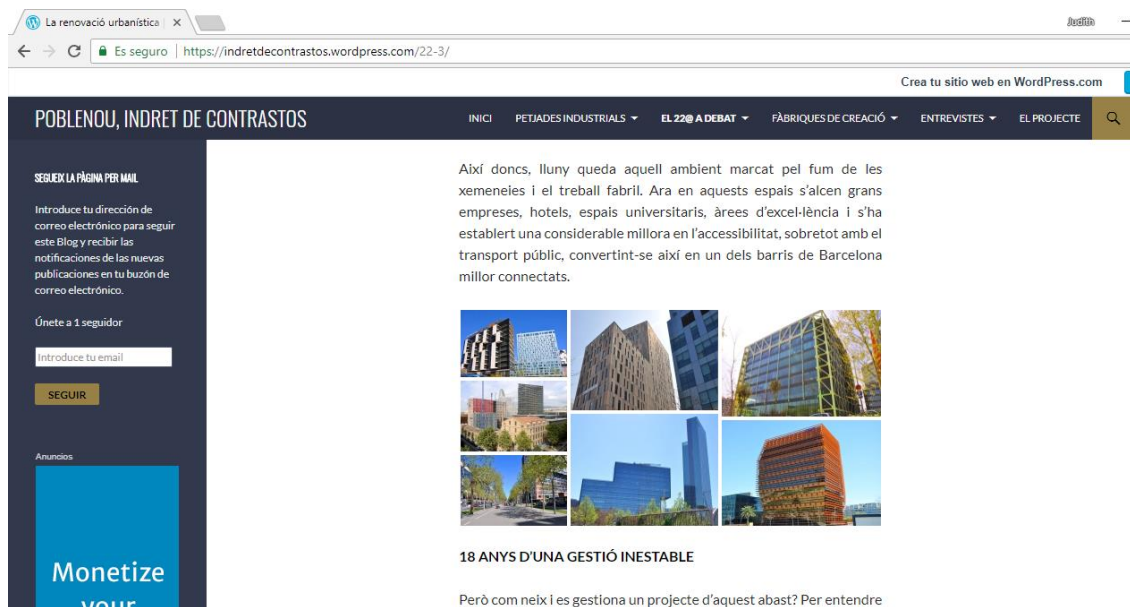 La renovació urbanística
Judith
Es seguro
https://indretdecontrastos.wordpress.com/22-3/
Crea tu sitio web en WordPress.com
POBLENOU, INDRET DE CONTRASTOS
INICI PETJADES INDUSTRIALS EL 22@ A DEBAT FÀBRIQUES DE CREACIÓ ENTREVISTES EL PROJECTE
SEGUEIX LA PÀGINA PER MAIL
Introduce tu dirección de
correo electrónico para seguir
este Blog y recibir las
notificaciones de las nuevas
publicaciones en tu buzón de
correo electrónico.
Únete a 1 seguidor
Introduce tu email
SEGUIR
Anuncios
Monetize
your
Així doncs, lluny queda aquell ambient marcat pel fum de les
xemeneies i el treball fabril. Ara en aquests espais s’alcen grans
empreses, hotels, espais universitaris, àrees d’excel·lència i s’ha
establert una considerable millora en l’accessibilitat, sobretot amb el
transport públic, convertint-se així en un dels barris de Barcelona
millor connectats.
18 ANYS D’UNA GESTIÓ INESTABLE
Però com neix i es gestiona un projecte d’aquest abast? Per entendre